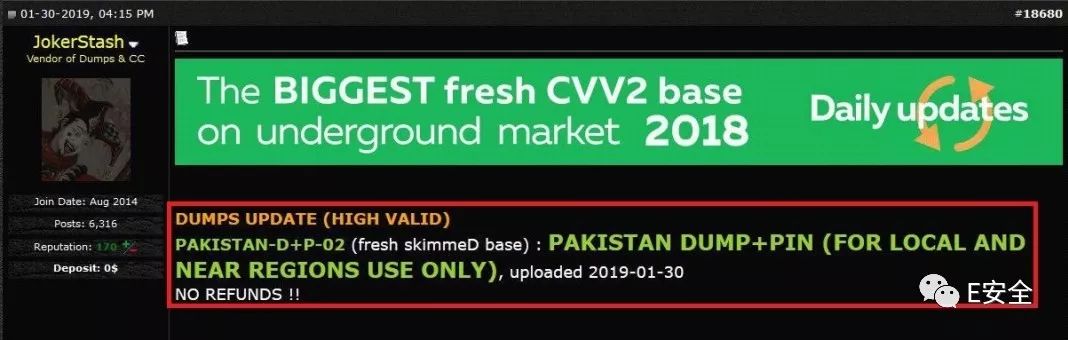 01-30-2019, 04:15 PM
#18680
JokerStash
Vendor of Dumps & CC
The BIGGEST fresh CVV2 base
on underground market 2018
Daily updates
Join Date: Aug 2014
Posts: 6,316
Reputation: 170
Deposit: 0$
DUMPS UPDATE (HIGH VALID)
PAKISTAN-D+P-02 (fresh skimmeD base) : PAKISTAN DUMP+PIN (FOR LOCAL AND
NEAR REGIONS USE ONLY), uploaded 2019-01-30
NO REFUNDS !!
E安全